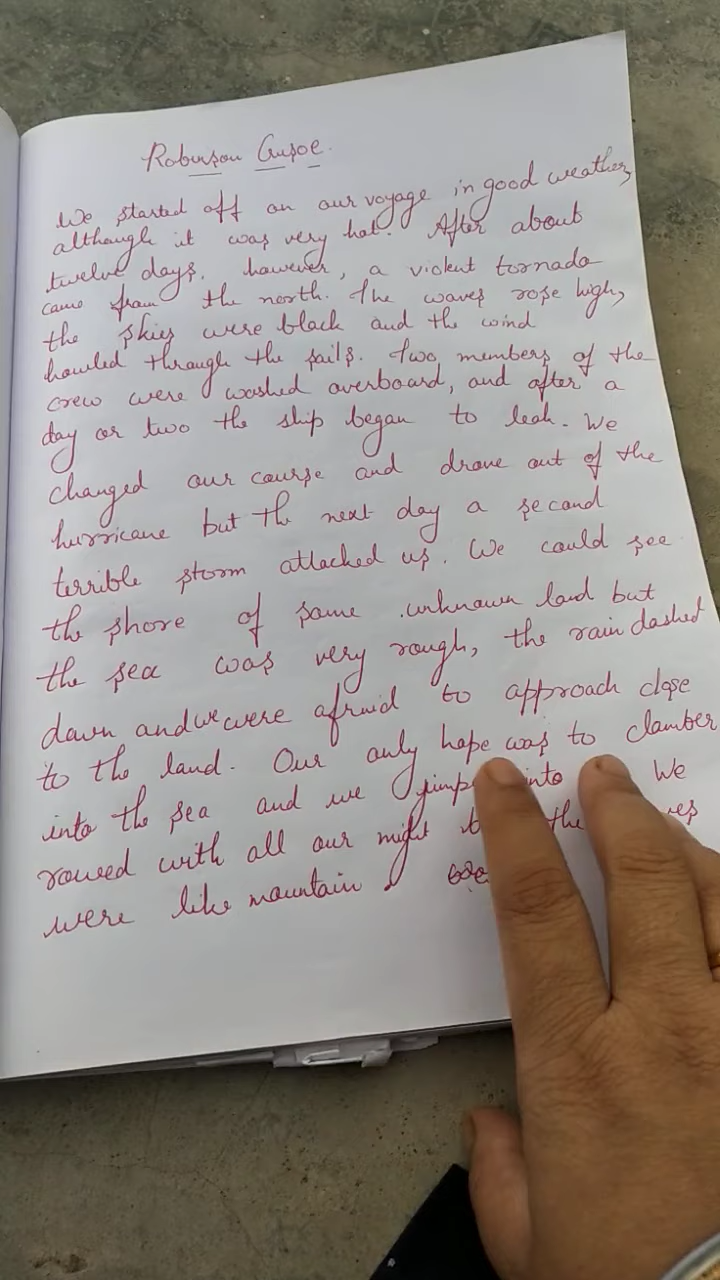 Robinson Crusoe.
We started off on our voyage in good weather,
although it was very hot. After about
twelve days, however, a violent tornado
came from the north. The waves rose high,
the skies were black and the wind
howled through the sails. Two members of the
crew were washed overboard, and after a
day or two the ship began to leak. We
changed our course and drove out of the
hurricane but the next day a second
terrible storm attacked us. We could see
the shore of some unknown land but
the sea was very rough, the rain dashed
down and we were afraid to approach close
to the land. Our only hope was to clamber
into the sea and we jump into We
rowed with all our might the
were like mountain